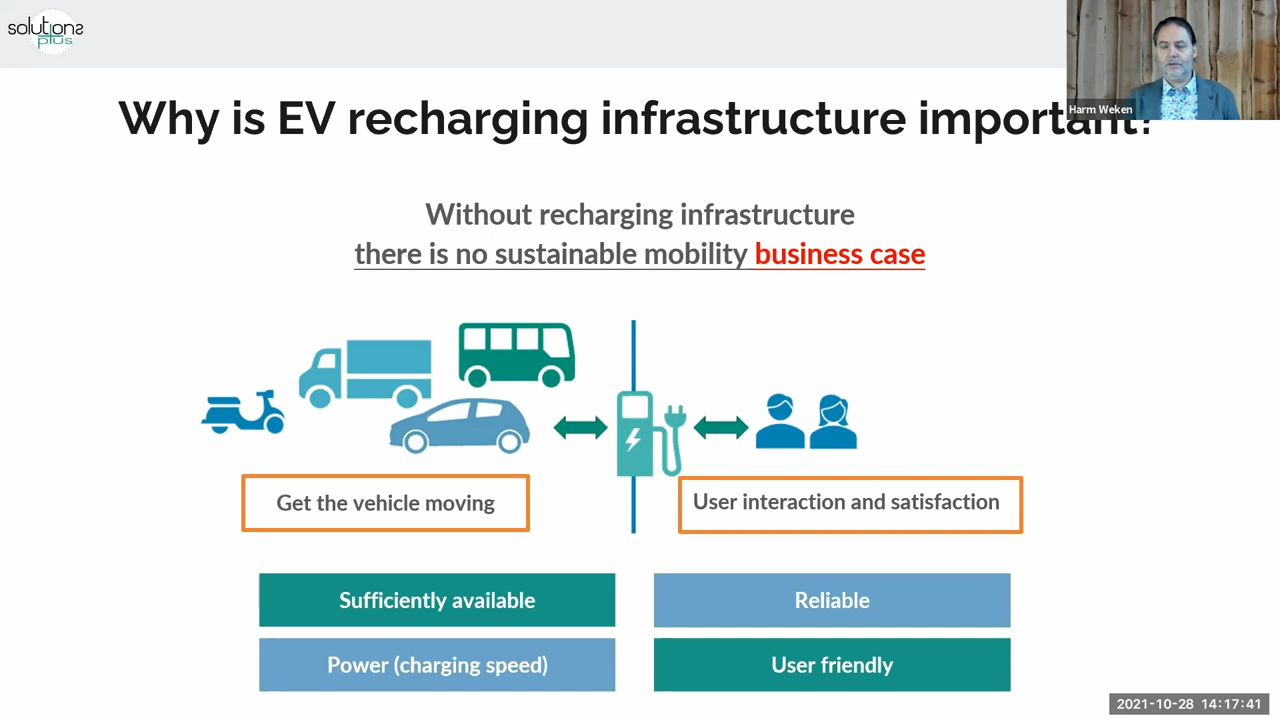 solutions
plus
Harm Weken
Why is EV recharging infrastructure important?
Without recharging infrastructure
there is no sustainable mobility business case
Get the vehicle moving
User interaction and satisfaction
Sufficiently available
Reliable
Power (charging speed)
User friendly
2021-10-28 14:17:41